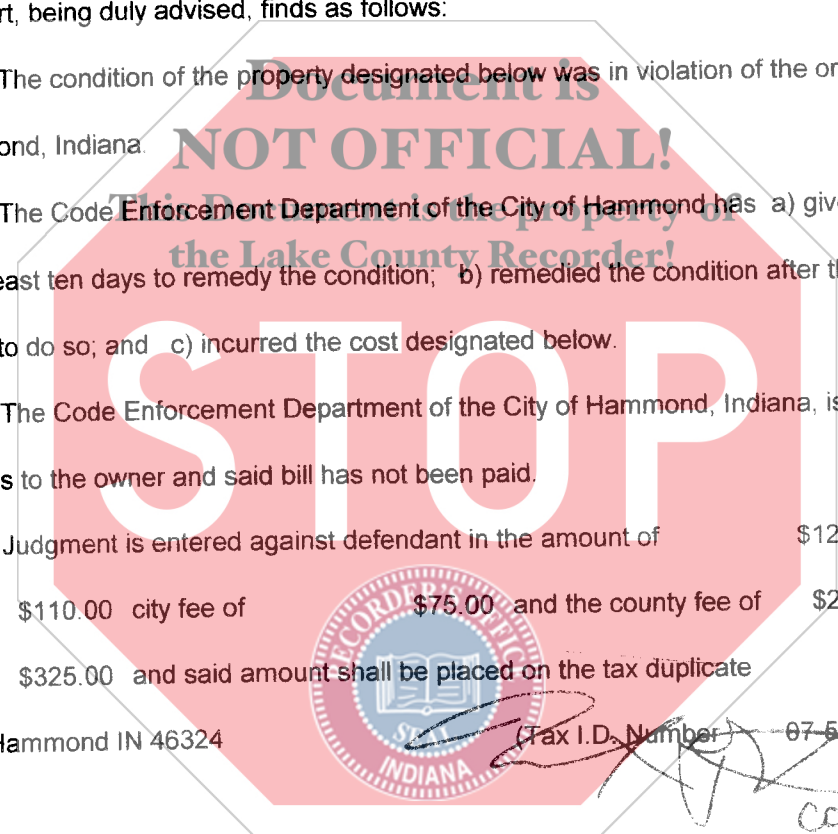 rt, being duly advised, finds as follows:
The condition of the property designated below was in violation of the or
Document is
NOT OFFICIAL!
ond, Indiana.
This Document is the property of
The Code Enforcement Department of the City of Hammond has a) giv
the Lake County Recorder!
east ten days to remedy the condition; b) remedied the condition after th
to do so; and c) incurred the cost designated below.
STOP
The Code Enforcement Department of the City of Hammond, Indiana, is
s to the owner and said bill has not been paid.
Judgment is entered against defendant in the amount of $12
$110.00 city fee of $75.00 and the county fee of $2
$325.00 and said amount shall be placed on the tax duplicate
Hammond IN 46324 (Tax I.D. Number) 07-5
RECORDER'S OFFICE
SEAL
INDIANA